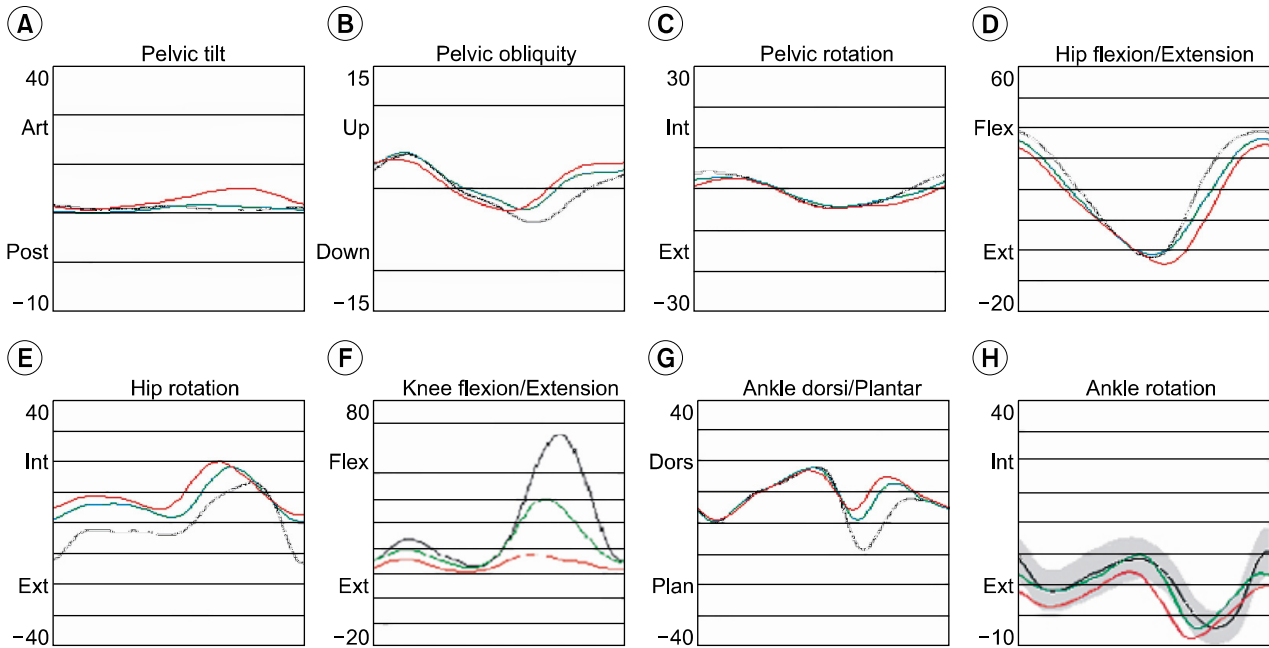 A
Pelvic tilt
40
Art
Post
−10
B
Pelvic obliquity
15
Up
Down
−15
C
Pelvic rotation
30
Int
Ext
−30
D
Hip flexion/Extension
60
Flex
Ext
−20
E
Hip rotation
40
Int
Ext
−40
F
Knee flexion/Extension
80
Flex
Ext
−20
G
Ankle dorsi/Plantar
40
Dors
Plan
−40
H
Ankle rotation
40
Int
Ext
−10